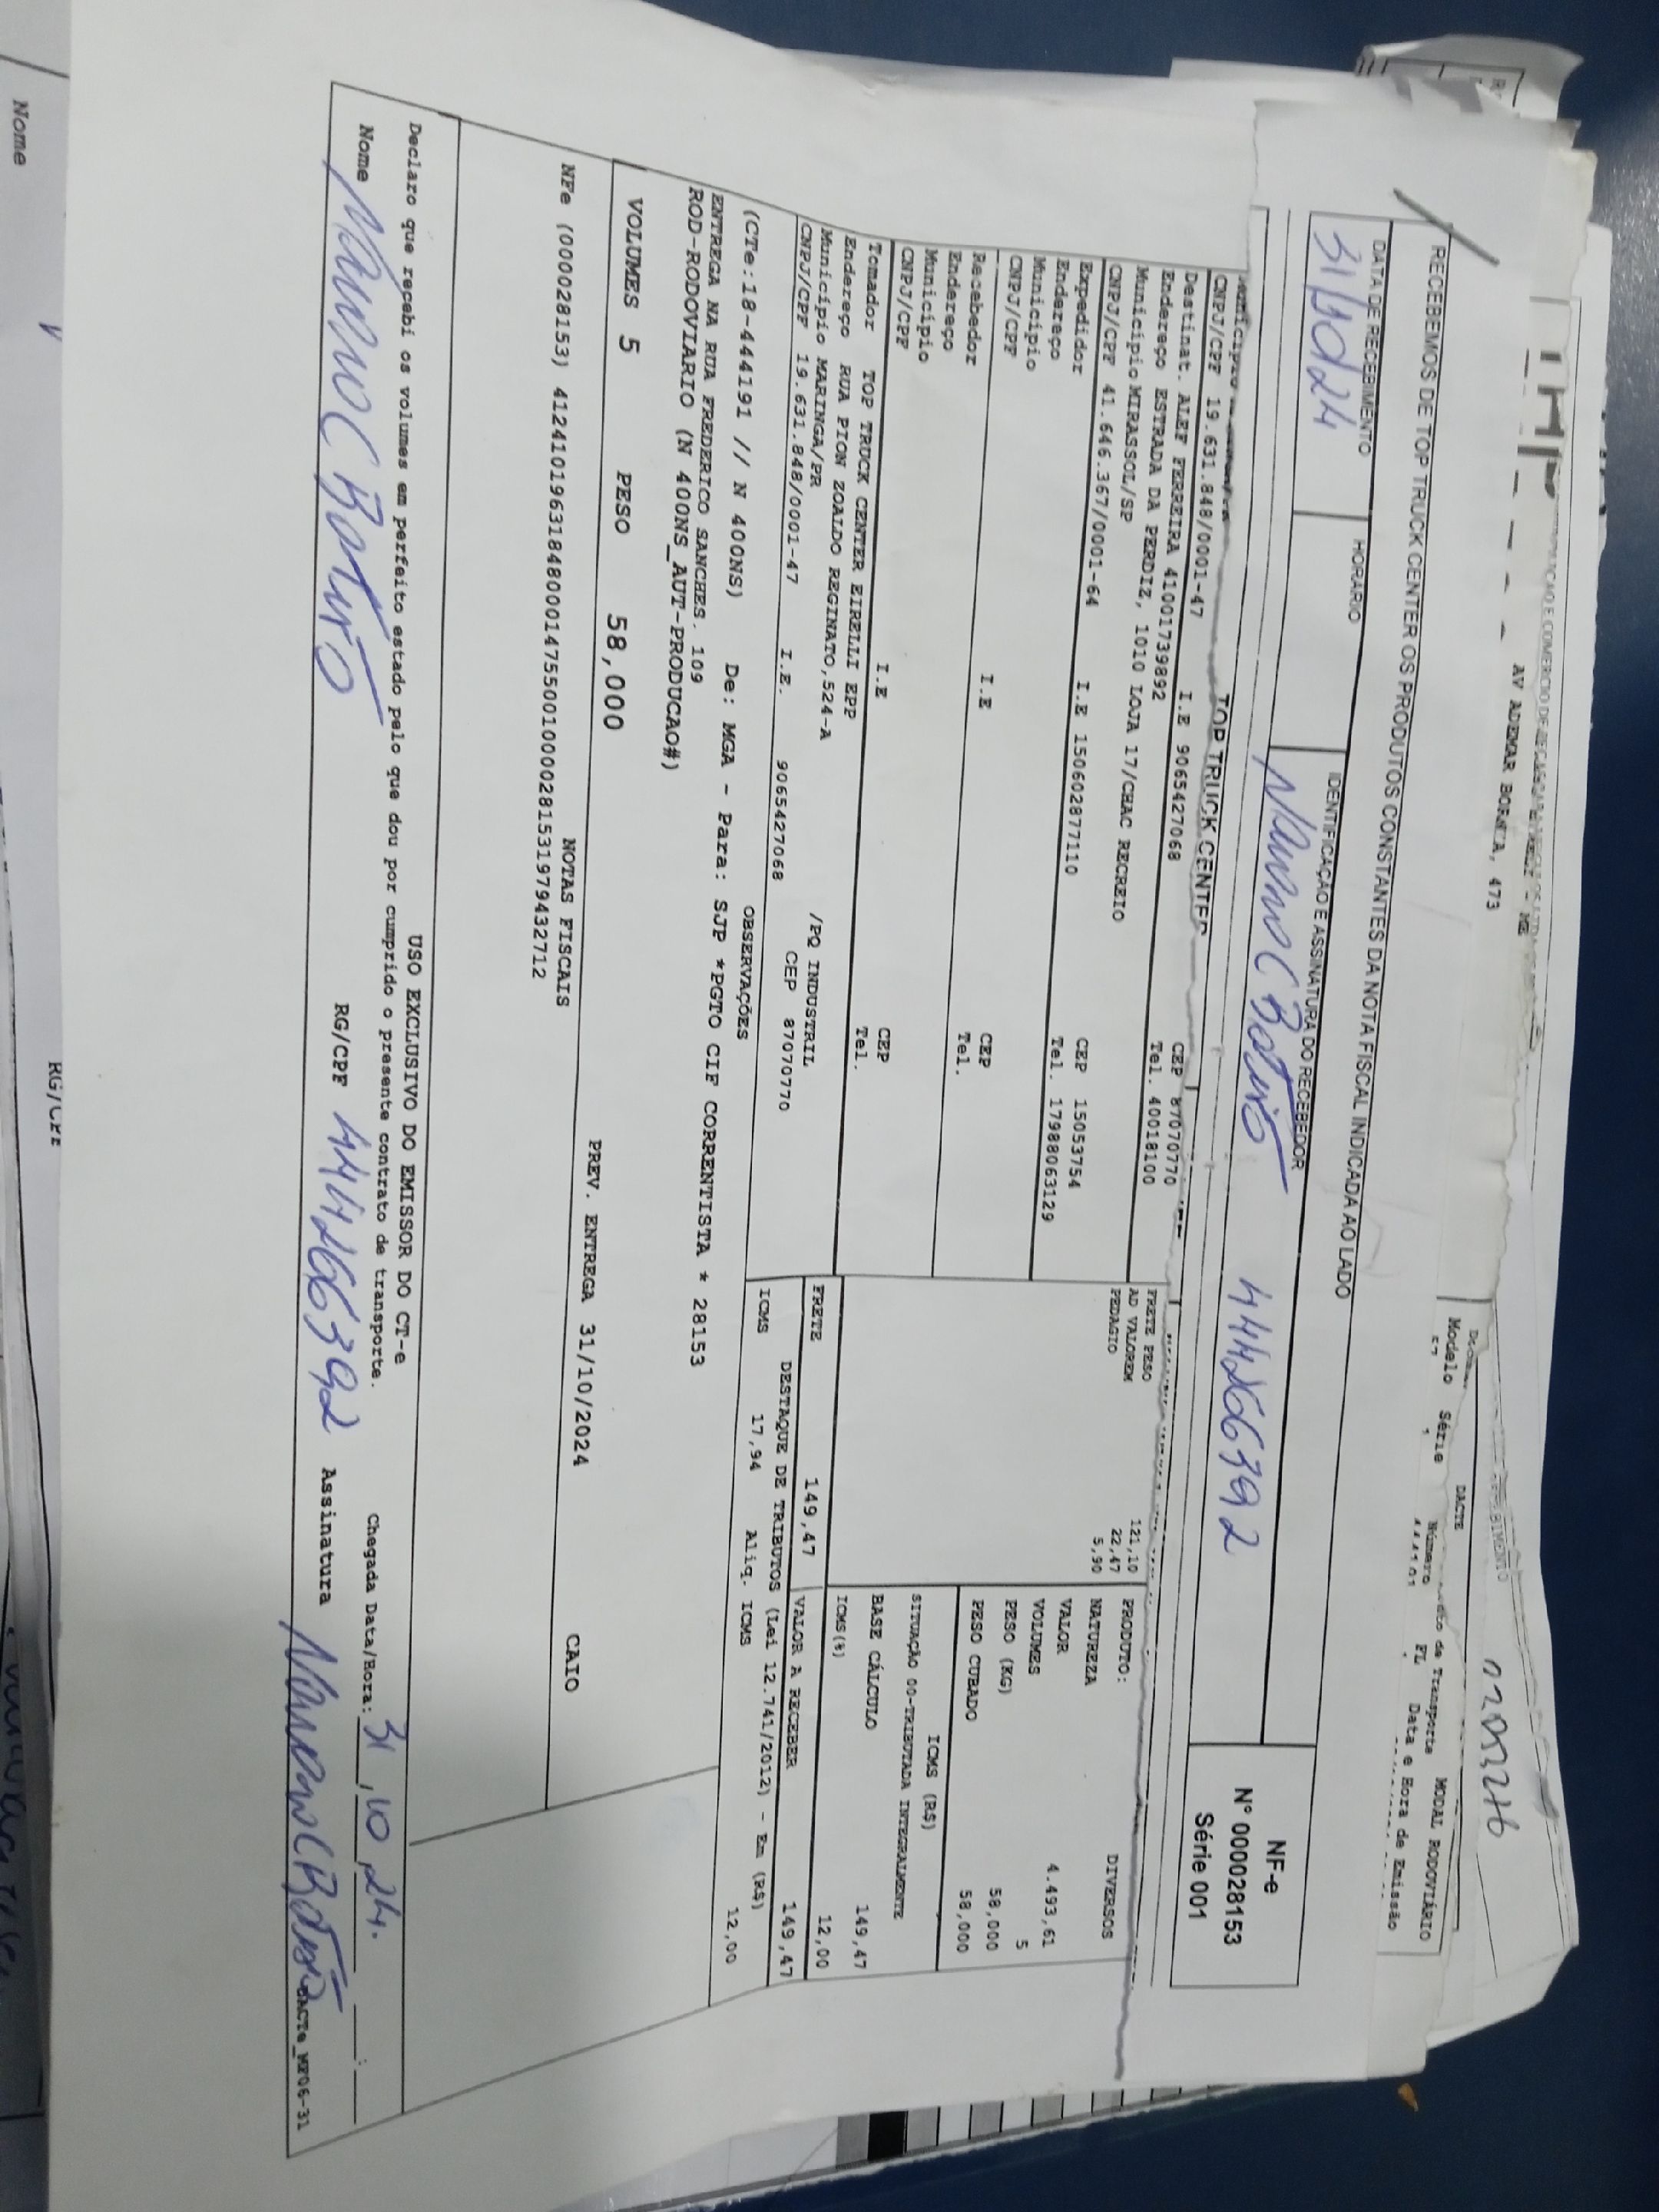 AV ADEMAR BORNIA, 473
RECEBEMOS DE TOP TRUCK CENTER OS PRODUTOS CONSTANTES DA NOTA FISCAL INDICADA AO LADO
DACTE
Modelo Série Número FL Data e Hora de Emissão
de Transporte MODAL RODOVIÁRIO
DATA DE RECEBIMENTO HORÁRIO IDENTIFICAÇÃO E ASSINATURA DO RECEBEDOR
31/10/24 444266392
NF-e
Nº 000028153
Série 001
TOP TRUCK CENTER
CNPJ/CPF 19.631.848/0001-47 I.E 9065427068 CEP 87070770
Destinat. ALEF FERREIRA 41001739892 Tel. 40018100
Endereço ESTRADA DA PERDIZ, 1010 LOJA 17/CHAC RECREIO
Município MIRASSOL/SP CEP 15053754
CNPJ/CPF 41.646.367/0001-64 I.E 150602877110 Tel. 17988063129
Expedidor
Endereço
Município CEP
CNPJ/CPF I.E Tel.
Recebedor
Endereço
Município CEP
CNPJ/CPF I.E Tel.
Tomador TOP TRUCK CENTER EIRELLI EPP
Endereço RUA PION ZOALDO REGINATO,524-A /PQ INDUSTRIL
Município MARINGA/PR CEP 87070770
CNPJ/CPF 19.631.848/0001-47 I.E. 9065427068
FRETE PESO 121,10
AD VALOREM 22,47
PEDAGIO 5,90
PRODUTO: DIVERSOS
NATUREZA
VALOR 4.493,61
VOLUMES 5
PESO (KG) 58,000
PESO CUBADO 58,000
ICMS (R$)
SITUAÇÃO 00-TRIBUTADA INTEGRALMENTE
BASE CÁLCULO 149,47
ICMS(%) 12,00
FRETE 149,47 VALOR A RECEBER 149,47
DESTAQUE DE TRIBUTOS (Lei 12.741/2012) - Em (R$)
ICMS 17,94 Aliq. ICMS 12,00
OBSERVAÇÕES
(CTe:18-444191 // N 400NS) De: MGA - Para: SJP *PGTO CIF CORRENTISTA * 28153
ENTREGA NA RUA FREDERICO SANCHES. 109
ROD-RODOVIARIO (N 400NS_AUT-PRODUCAO#)
VOLUMES 5 PESO 58,000 PREV. ENTREGA 31/10/2024 CAIO
NOTAS FISCAIS
NFe (000028153) 41241019631848000147550010000281531979432712
USO EXCLUSIVO DO EMISSOR DO CT-e
Declaro que recebi os volumes em perfeito estado pelo que dou por cumprido o presente contrato de transporte.
Chegada Data/Hora: 31,10,24.
Nome RG/CPF 444266392 Assinatura
DACTe_MF06-31
Nome RG/CPF